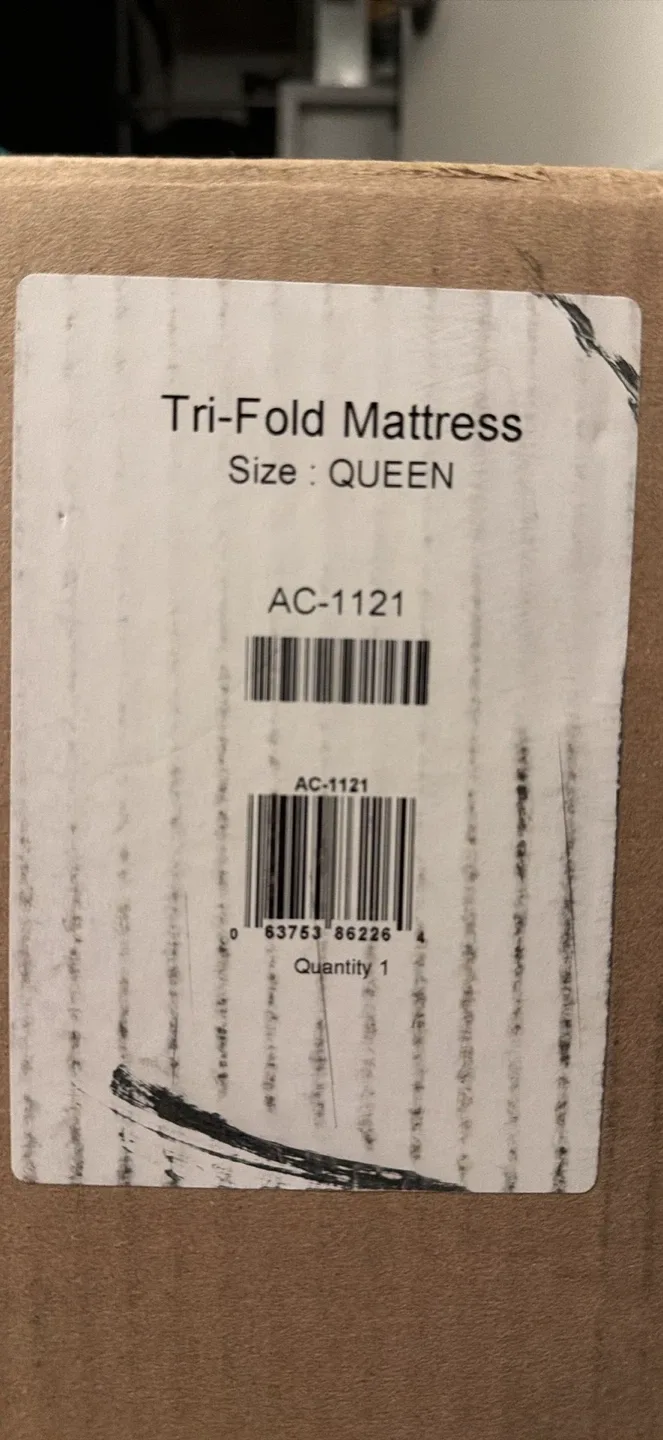 Tri-Fold Mattress
Size : QUEEN
AC-1121
AC-1121
0 63753 86226 4
Quantity 1